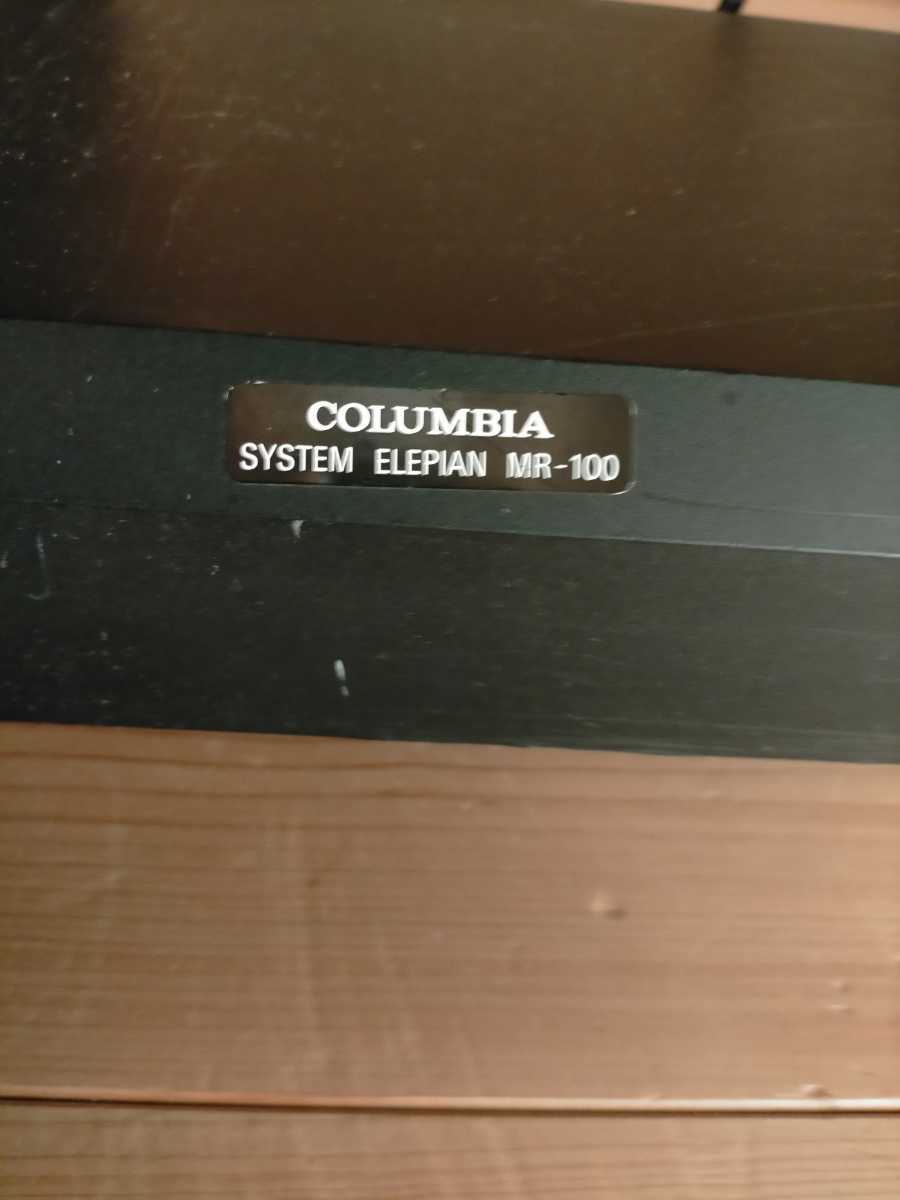 COLUMBIA
SYSTEM ELEPIAN MR-100